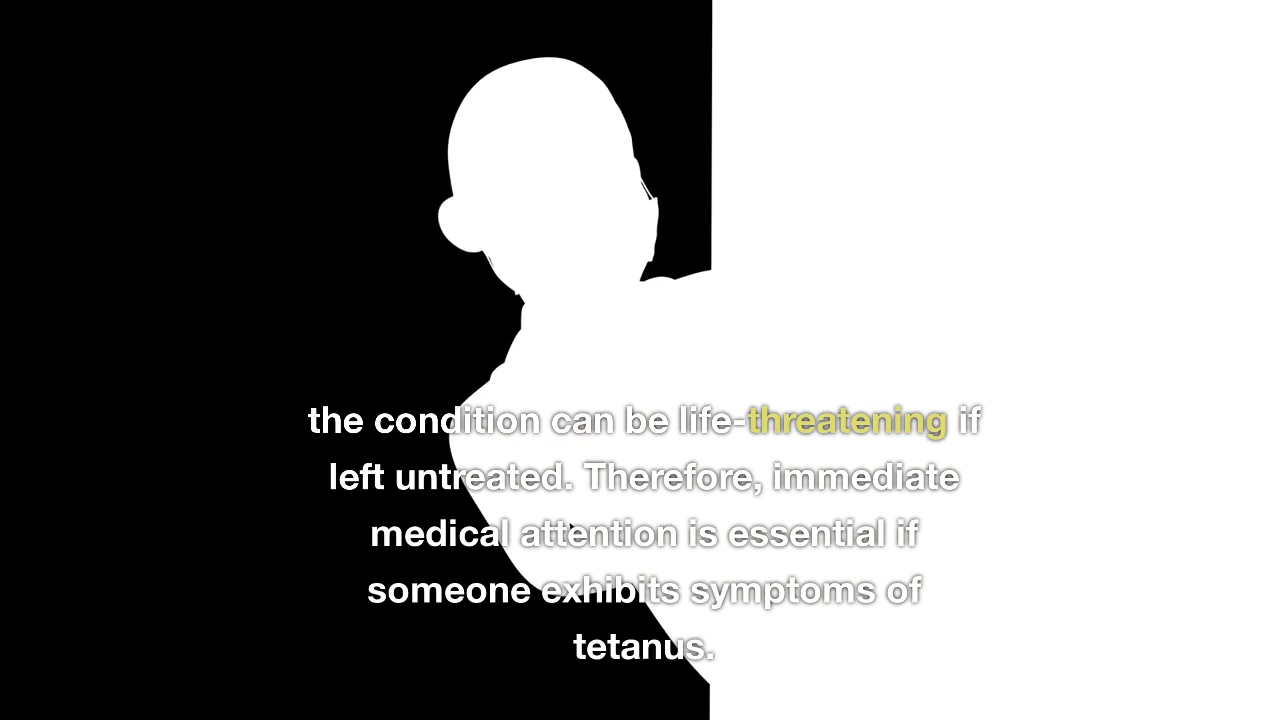 the condition can be life-threatening if
left untreated. Therefore, immediate
medical attention is essential if
someone exhibits symptoms of
tetanus.